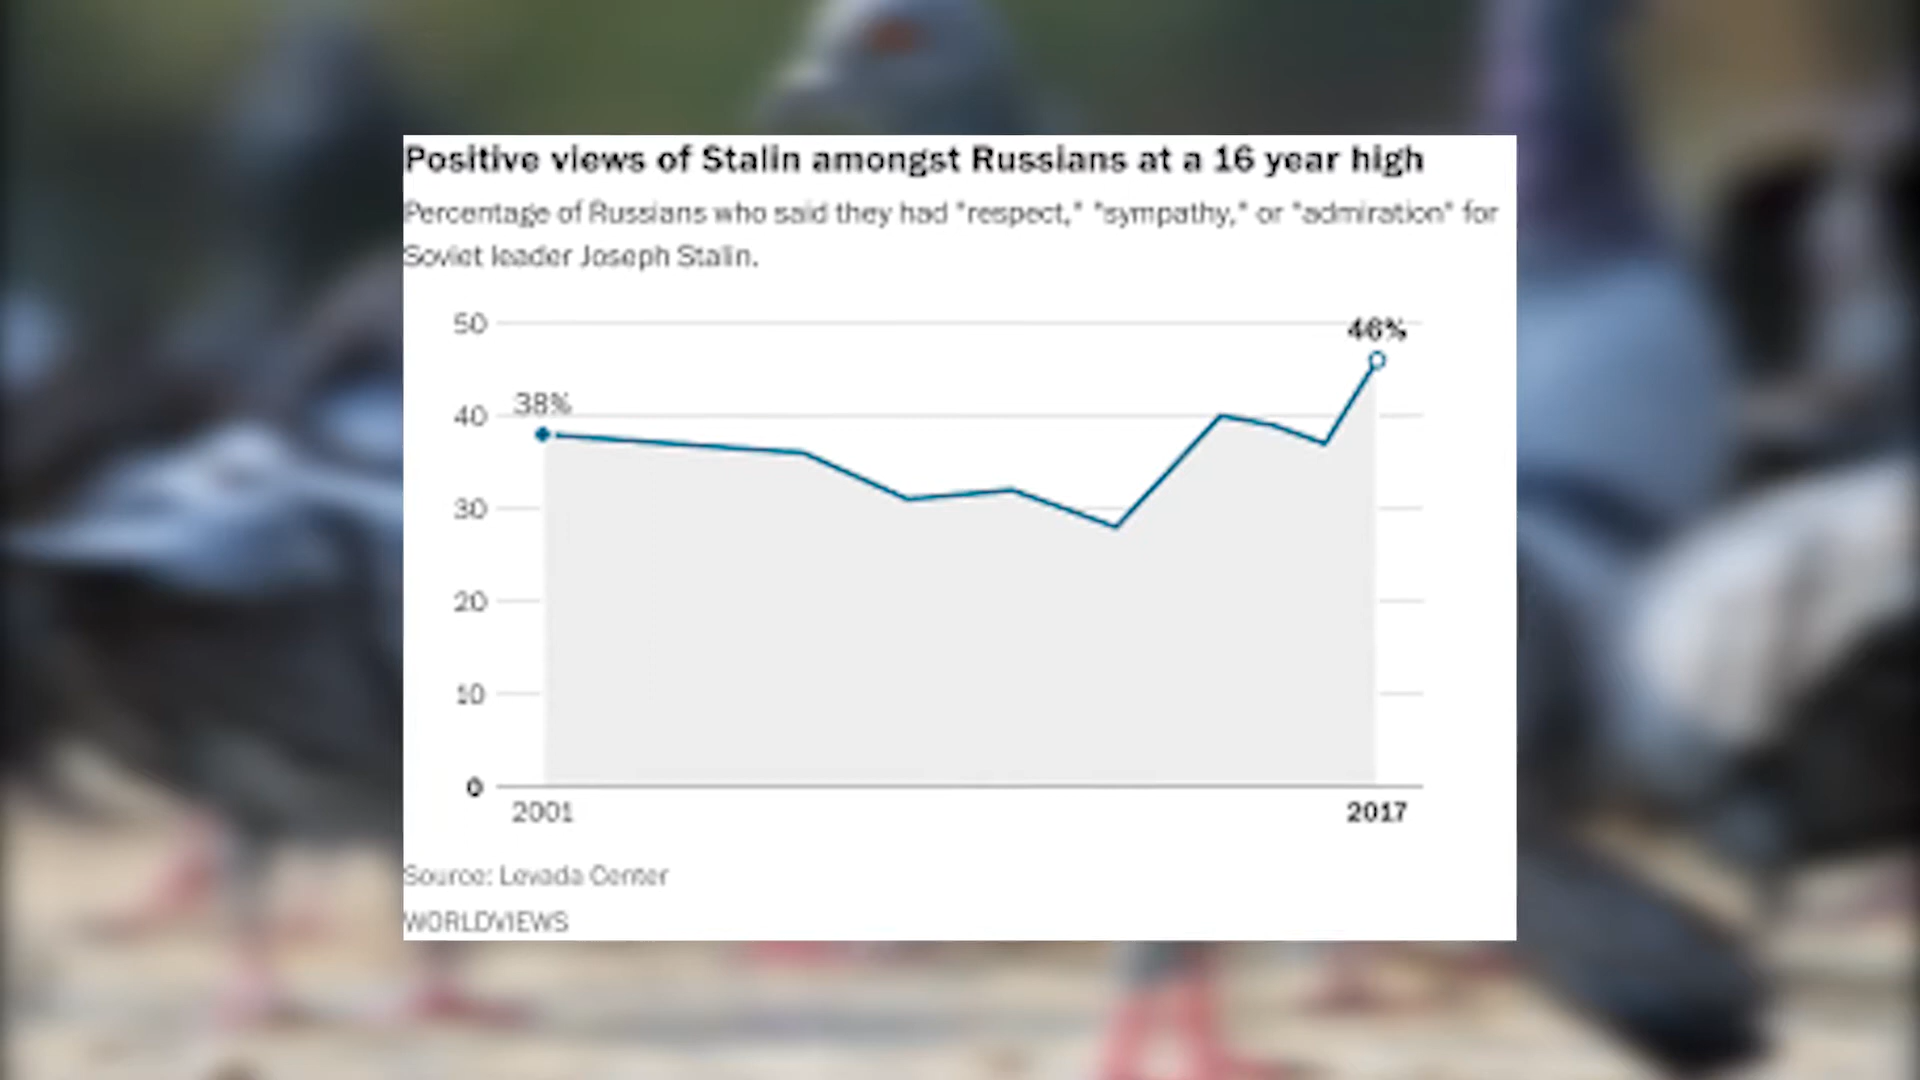 Positive views of Stalin amongst Russians at a 16 year high
Percentage of Russians who said they had "respect," "sympathy," or "admiration" for
Soviet leader Joseph Stalin.
50
46%
38%
40
30
20
10
0
2001
2017
Source: Levada Center
WORLDVIEWS